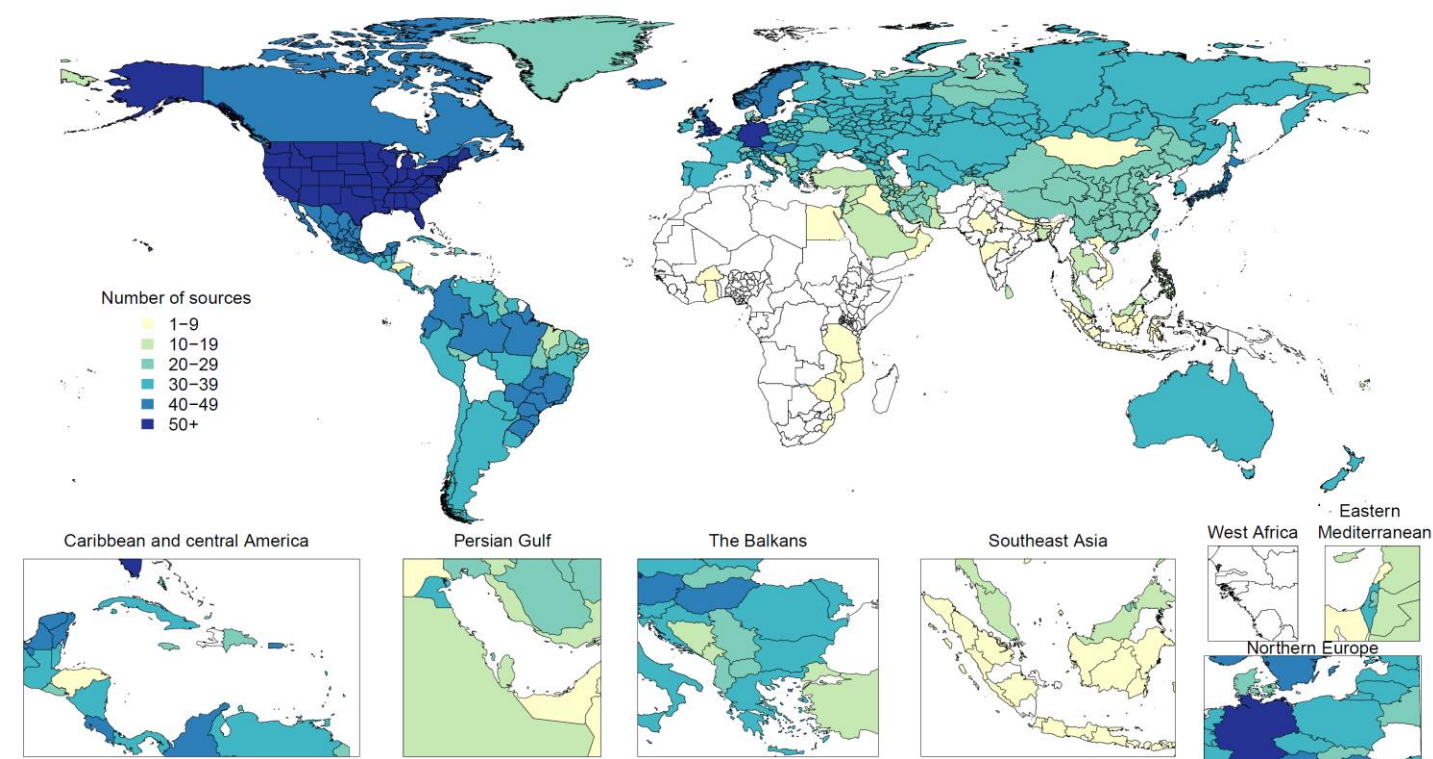 Number of sources
1−9
10−19
20−29
30−39
40−49
50+
Caribbean and central America
Persian Gulf
The Balkans
Southeast Asia
West Africa
Eastern
Mediterranean
Northern Europe